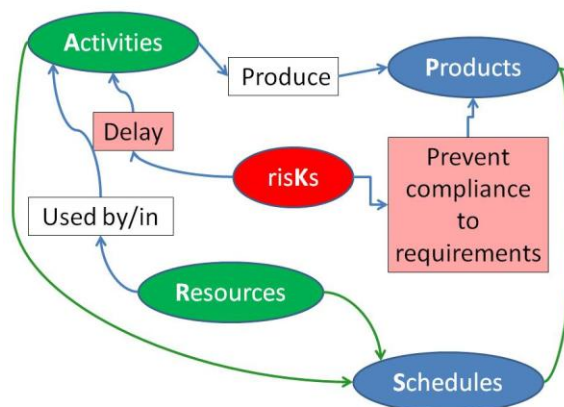 Activities
Produce
Products
Delay
risKs
Prevent
compliance
to
requirements
Used by/in
Resources
Schedules